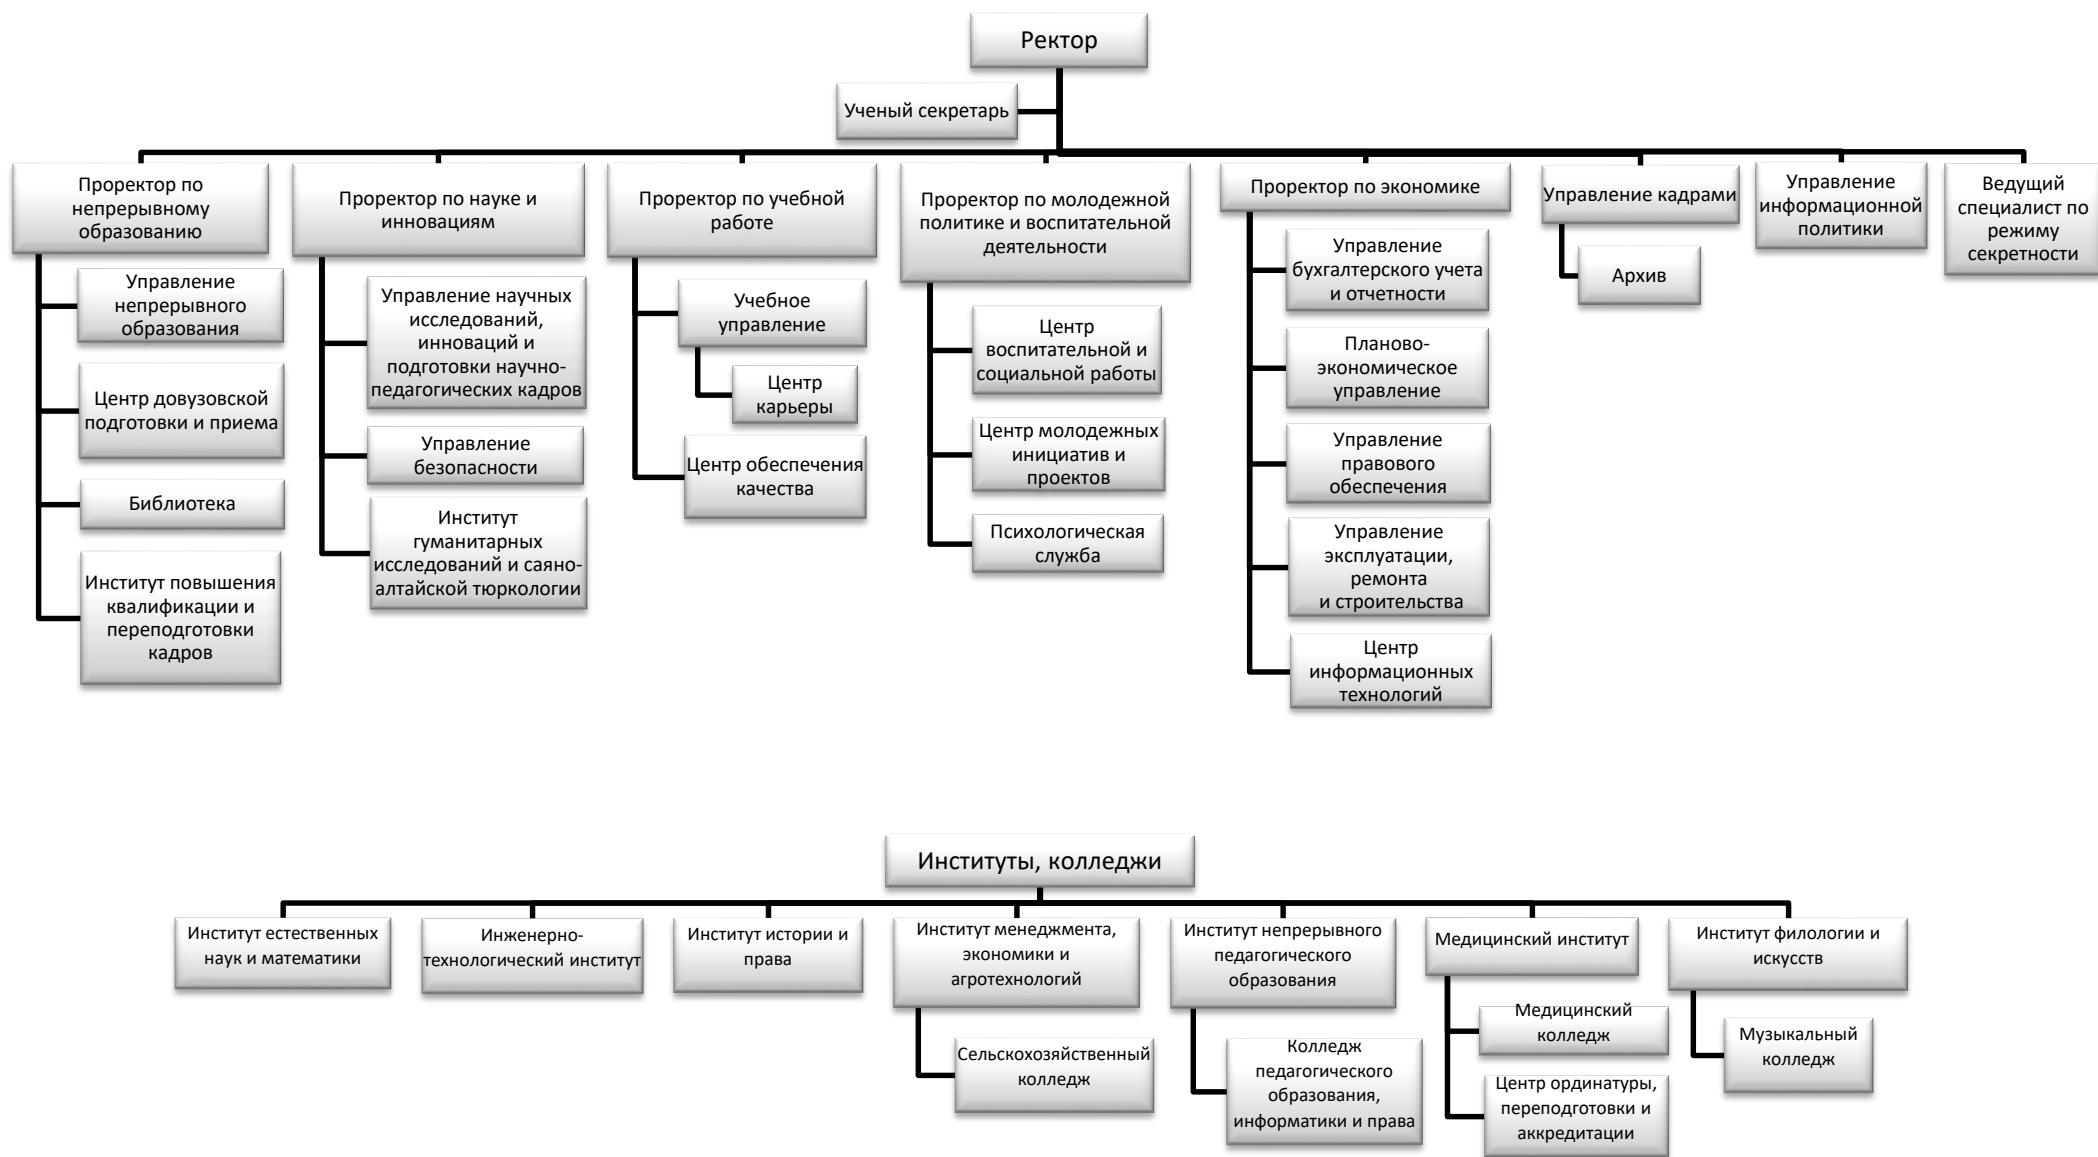 Ректор
Ученый секретарь
Проректор по
непрерывному
образованию
Управление
непрерывного
образования
Центр довузовской
подготовки и приема
Библиотека
Институт повышения
квалификации и
переподготовки
кадров
Проректор по науке и
инновациям
Управление научных
исследований,
инноваций и
подготовки научно-
педагогических кадров
Управление
безопасности
Институт
гуманитарных
исследований и саяно-
алтайской тюркологии
Проректор по учебной
работе
Учебное
управление
Центр
карьеры
Центр обеспечения
качества
Проректор по молодежной
политике и воспитательной
деятельности
Центр
воспитательной и
социальной работы
Центр молодежных
инициатив и
проектов
Психологическая
служба
Проректор по экономике
Управление
бухгалтерского учета
и отчетности
Планово-
экономическое
управление
Управление
правового
обеспечения
Управление
эксплуатации,
ремонта
и строительства
Центр
информационных
технологий
Управление кадрами
Архив
Управление
информационной
политики
Ведущий
специалист по
режиму
секретности
Институты, колледжи
Институт естественных
наук и математики
Инженерно-
технологический институт
Институт истории и
права
Институт менеджмента,
экономики и
агротехнологий
Сельскохозяйственный
колледж
Институт непрерывного
педагогического
образования
Колледж
педагогического
образования,
информатики и права
Медицинский институт
Медицинский
колледж
Центр ординатуры,
переподготовки и
аккредитации
Институт филологии и
искусств
Музыкальный
колледж